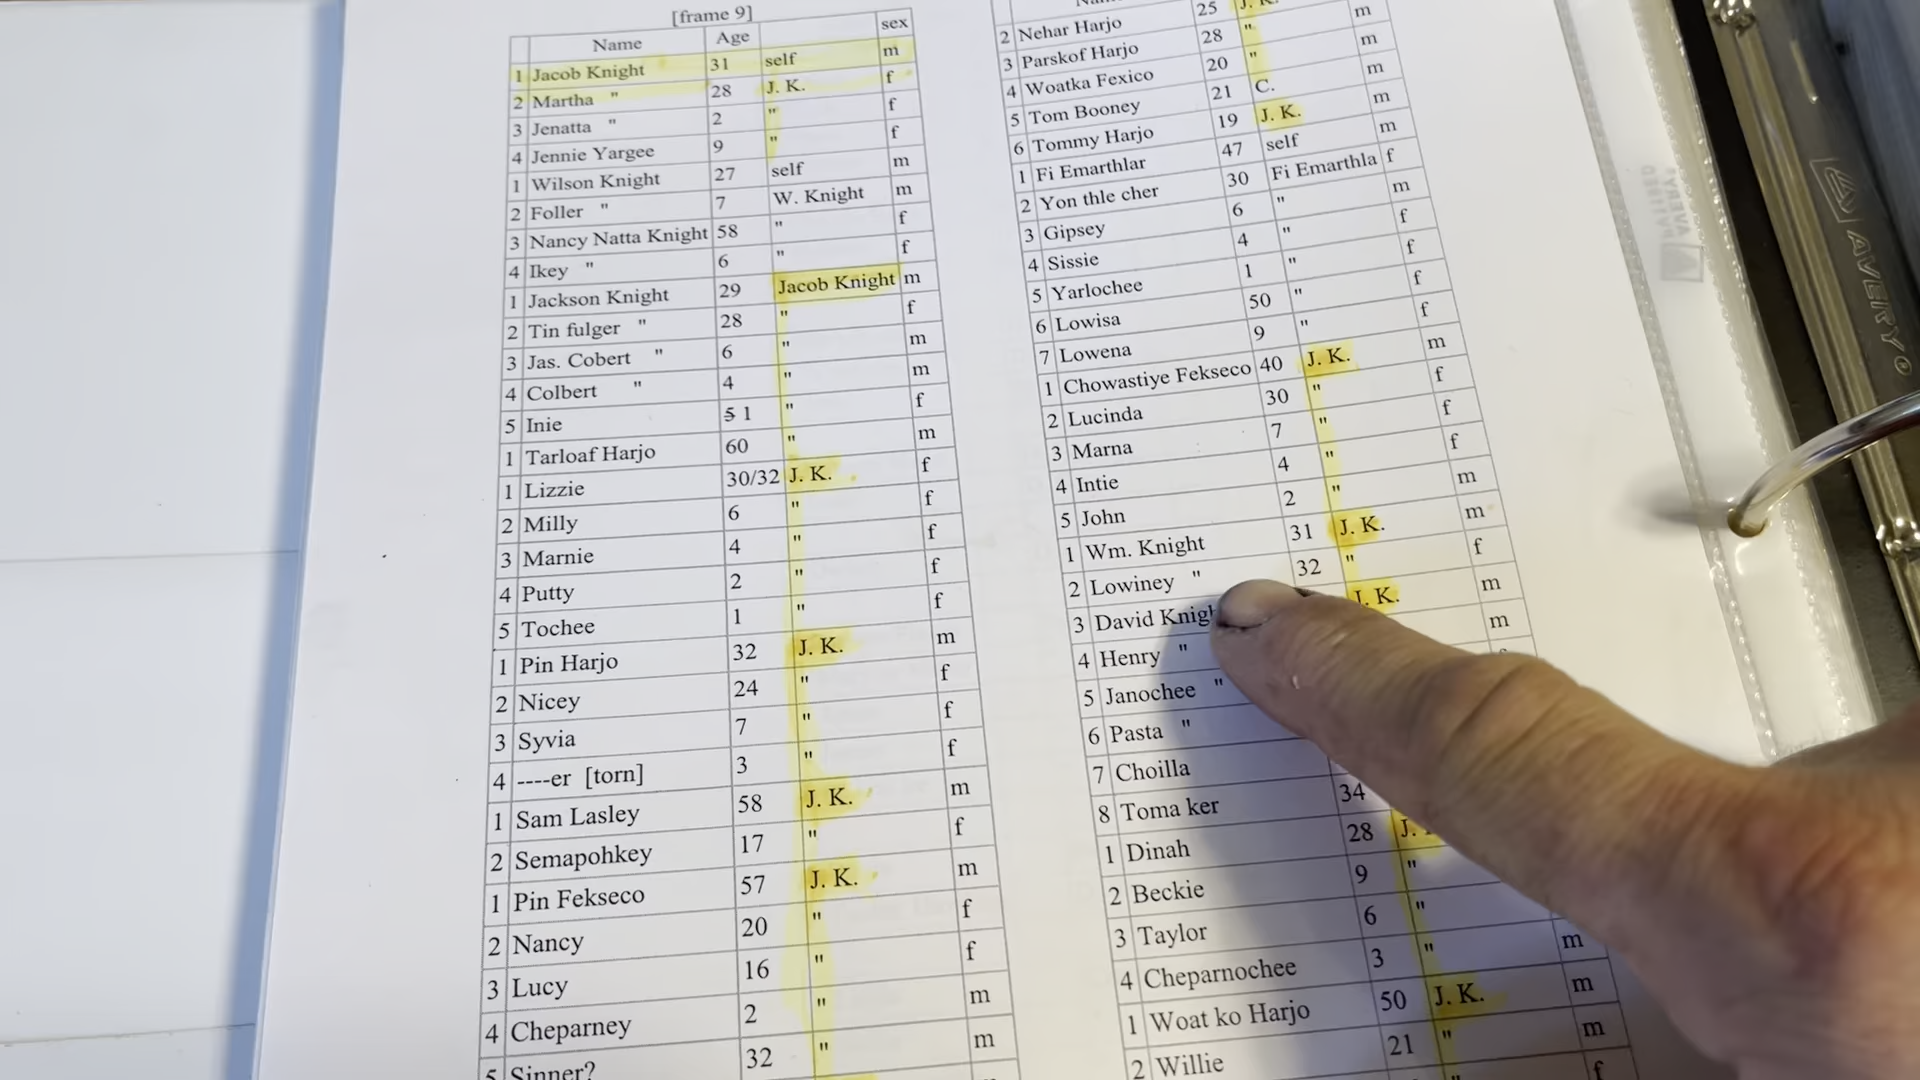 [frame 9]
Name Age sex
1 Jacob Knight 31 self m
2 Martha " 28 J. K. f
3 Jenatta " 2 " f
4 Jennie Yargee 9 " f
1 Wilson Knight 27 self m
2 Foller " 7 W. Knight m
3 Nancy Natta Knight 58 " f
4 Ikey " 6 " f
1 Jackson Knight 29 Jacob Knight m
2 Tin fulger " 28 " f
3 Jas. Cobert " 6 " m
4 Colbert " 4 " m
5 Inie 5 1 " f
1 Tarloaf Harjo 60 " m
1 Lizzie 30/32 J. K. f
2 Milly 6 " f
3 Marnie 4 " f
4 Putty 2 " f
5 Tochee 1 " f
1 Pin Harjo 32 J. K. m
2 Nicey 24 " f
3 Syvia 7 " f
4 ----er [torn] 3 " f
1 Sam Lasley 58 J. K. m
2 Semapohkey 17 " f
1 Pin Fekseco 57 J. K. m
2 Nancy 20 " f
3 Lucy 16 " f
4 Cheparney 2 " m
5 Sinner? 32 " m
2 Nehar Harjo 25 J. K. m
3 Parskof Harjo 28 " m
4 Woatka Fexico 20 " m
5 Tom Booney 21 C. m
6 Tommy Harjo 19 J. K. m
1 Fi Emarthlar 47 self m
2 Yon thle cher 30 Fi Emarthla f
3 Gipsey 6 " m
4 Sissie 4 " f
5 Yarlochee 1 " f
6 Lowisa 50 " f
7 Lowena 9 " f
1 Chowastiye Fekseco 40 J. K. m
2 Lucinda 30 " f
3 Marna 7 " f
4 Intie 4 " f
5 John 2 " m
1 Wm. Knight 31 J. K. m
2 Lowiney " 32 " f
3 David J. K. m
4 Henry " m
5 Janochee "
6 Pasta "
7 Choilla
8 Toma ker 34
1 Dinah 28 J.
2 Beckie 9 "
3 Taylor 6 "
4 Cheparnochee 3 " m
1 Woat ko Harjo 50 J. K. m
2 Willie 21 " m
" f
AVERY